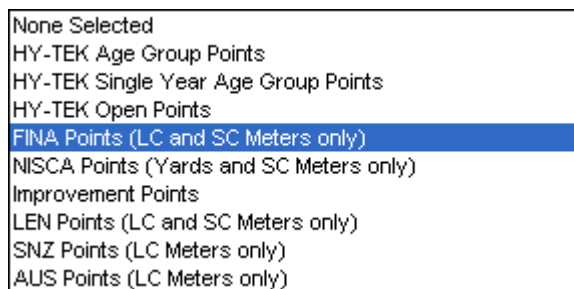 None Selected
HY-TEK Age Group Points
HY-TEK Single Year Age Group Points
HY-TEK Open Points
FINA Points (LC and SC Meters only)
NISCA Points (Yards and SC Meters only)
Improvement Points
LEN Points (LC and SC Meters only)
SNZ Points (LC Meters only)
AUS Points (LC Meters only)